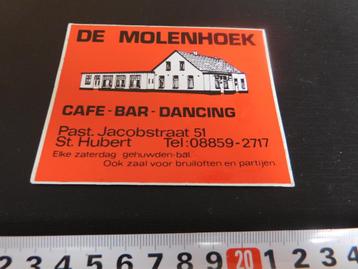 DE MOLENHOEK
CAFE-BAR-DANCING
Past. Jacobstraat 51
St. Hubert Tel:08859-2717
Elke zaterdag gehuwden-bal.
Ook zaal voor bruiloften en partijen.
3 4 5 6 7 8 9 20 1 2 3 4